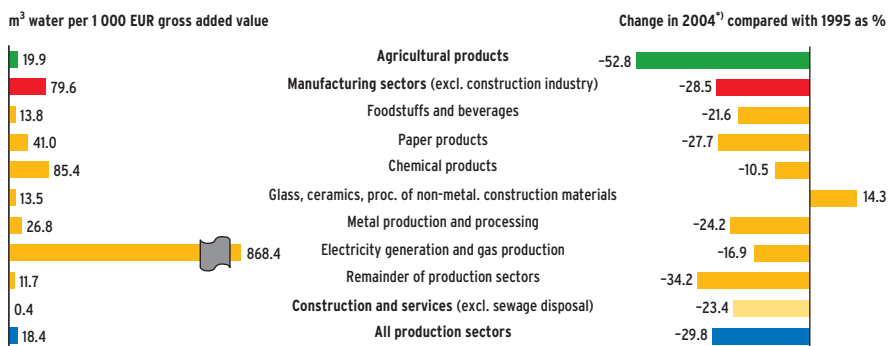 m³ water per 1 000 EUR gross added value Change in 2004*) compared with 1995 as %
19.9 Agricultural products −52.8
79.6 Manufacturing sectors (excl. construction industry) −28.5
13.8 Foodstuffs and beverages −21.6
41.0 Paper products −27.7
85.4 Chemical products −10.5
13.5 Glass, ceramics, proc. of non-metal. construction materials 14.3
26.8 Metal production and processing −24.2
868.4 Electricity generation and gas production −16.9
11.7 Remainder of production sectors −34.2
0.4 Construction and services (excl. sewage disposal) −23.4
18.4 All production sectors −29.8